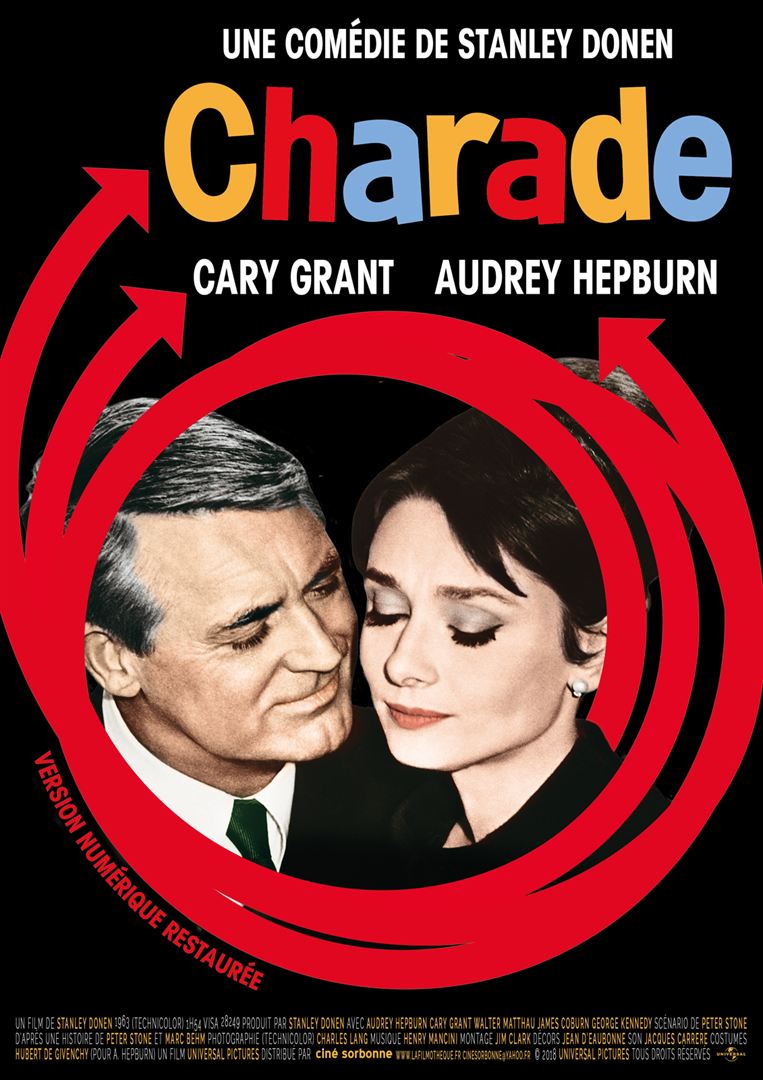 UNE COMÉDIE DE STANLEY DONEN
Charade
CARY GRANT AUDREY HEPBURN
VERSION NUMÉRIQUE RESTAURÉE
UN FILM DE STANLEY DONEN 1963 (TECHNICOLOR) 1H54 VISA 28249 PRODUIT PAR STANLEY DONEN AVEC AUDREY HEPBURN CARY GRANT WALTER MATTHAU JAMES COBURN GEORGE KENNEDY SCÉNARIO DE PETER STONE
D'APRÈS UNE HISTOIRE DE PETER STONE ET MARC BEHM PHOTOGRAPHIE (TECHNICOLOR) CHARLES LANG MUSIQUE HENRY MANCINI MONTAGE JIM CLARK DÉCORS JEAN D'EAUBONNE SON JACQUES CARRERE COSTUMES
HUBERT DE GIVENCHY (POUR A. HEPBURN) UN FILM UNIVERSAL PICTURES DISTRIBUÉ PAR ciné sorbonne WWW.LAFILMOTHEQUE.FR CINESORBONNE@YAHOO.FR © 2018 UNIVERSAL PICTURES TOUS DROITS RÉSERVÉS UNIVERSAL